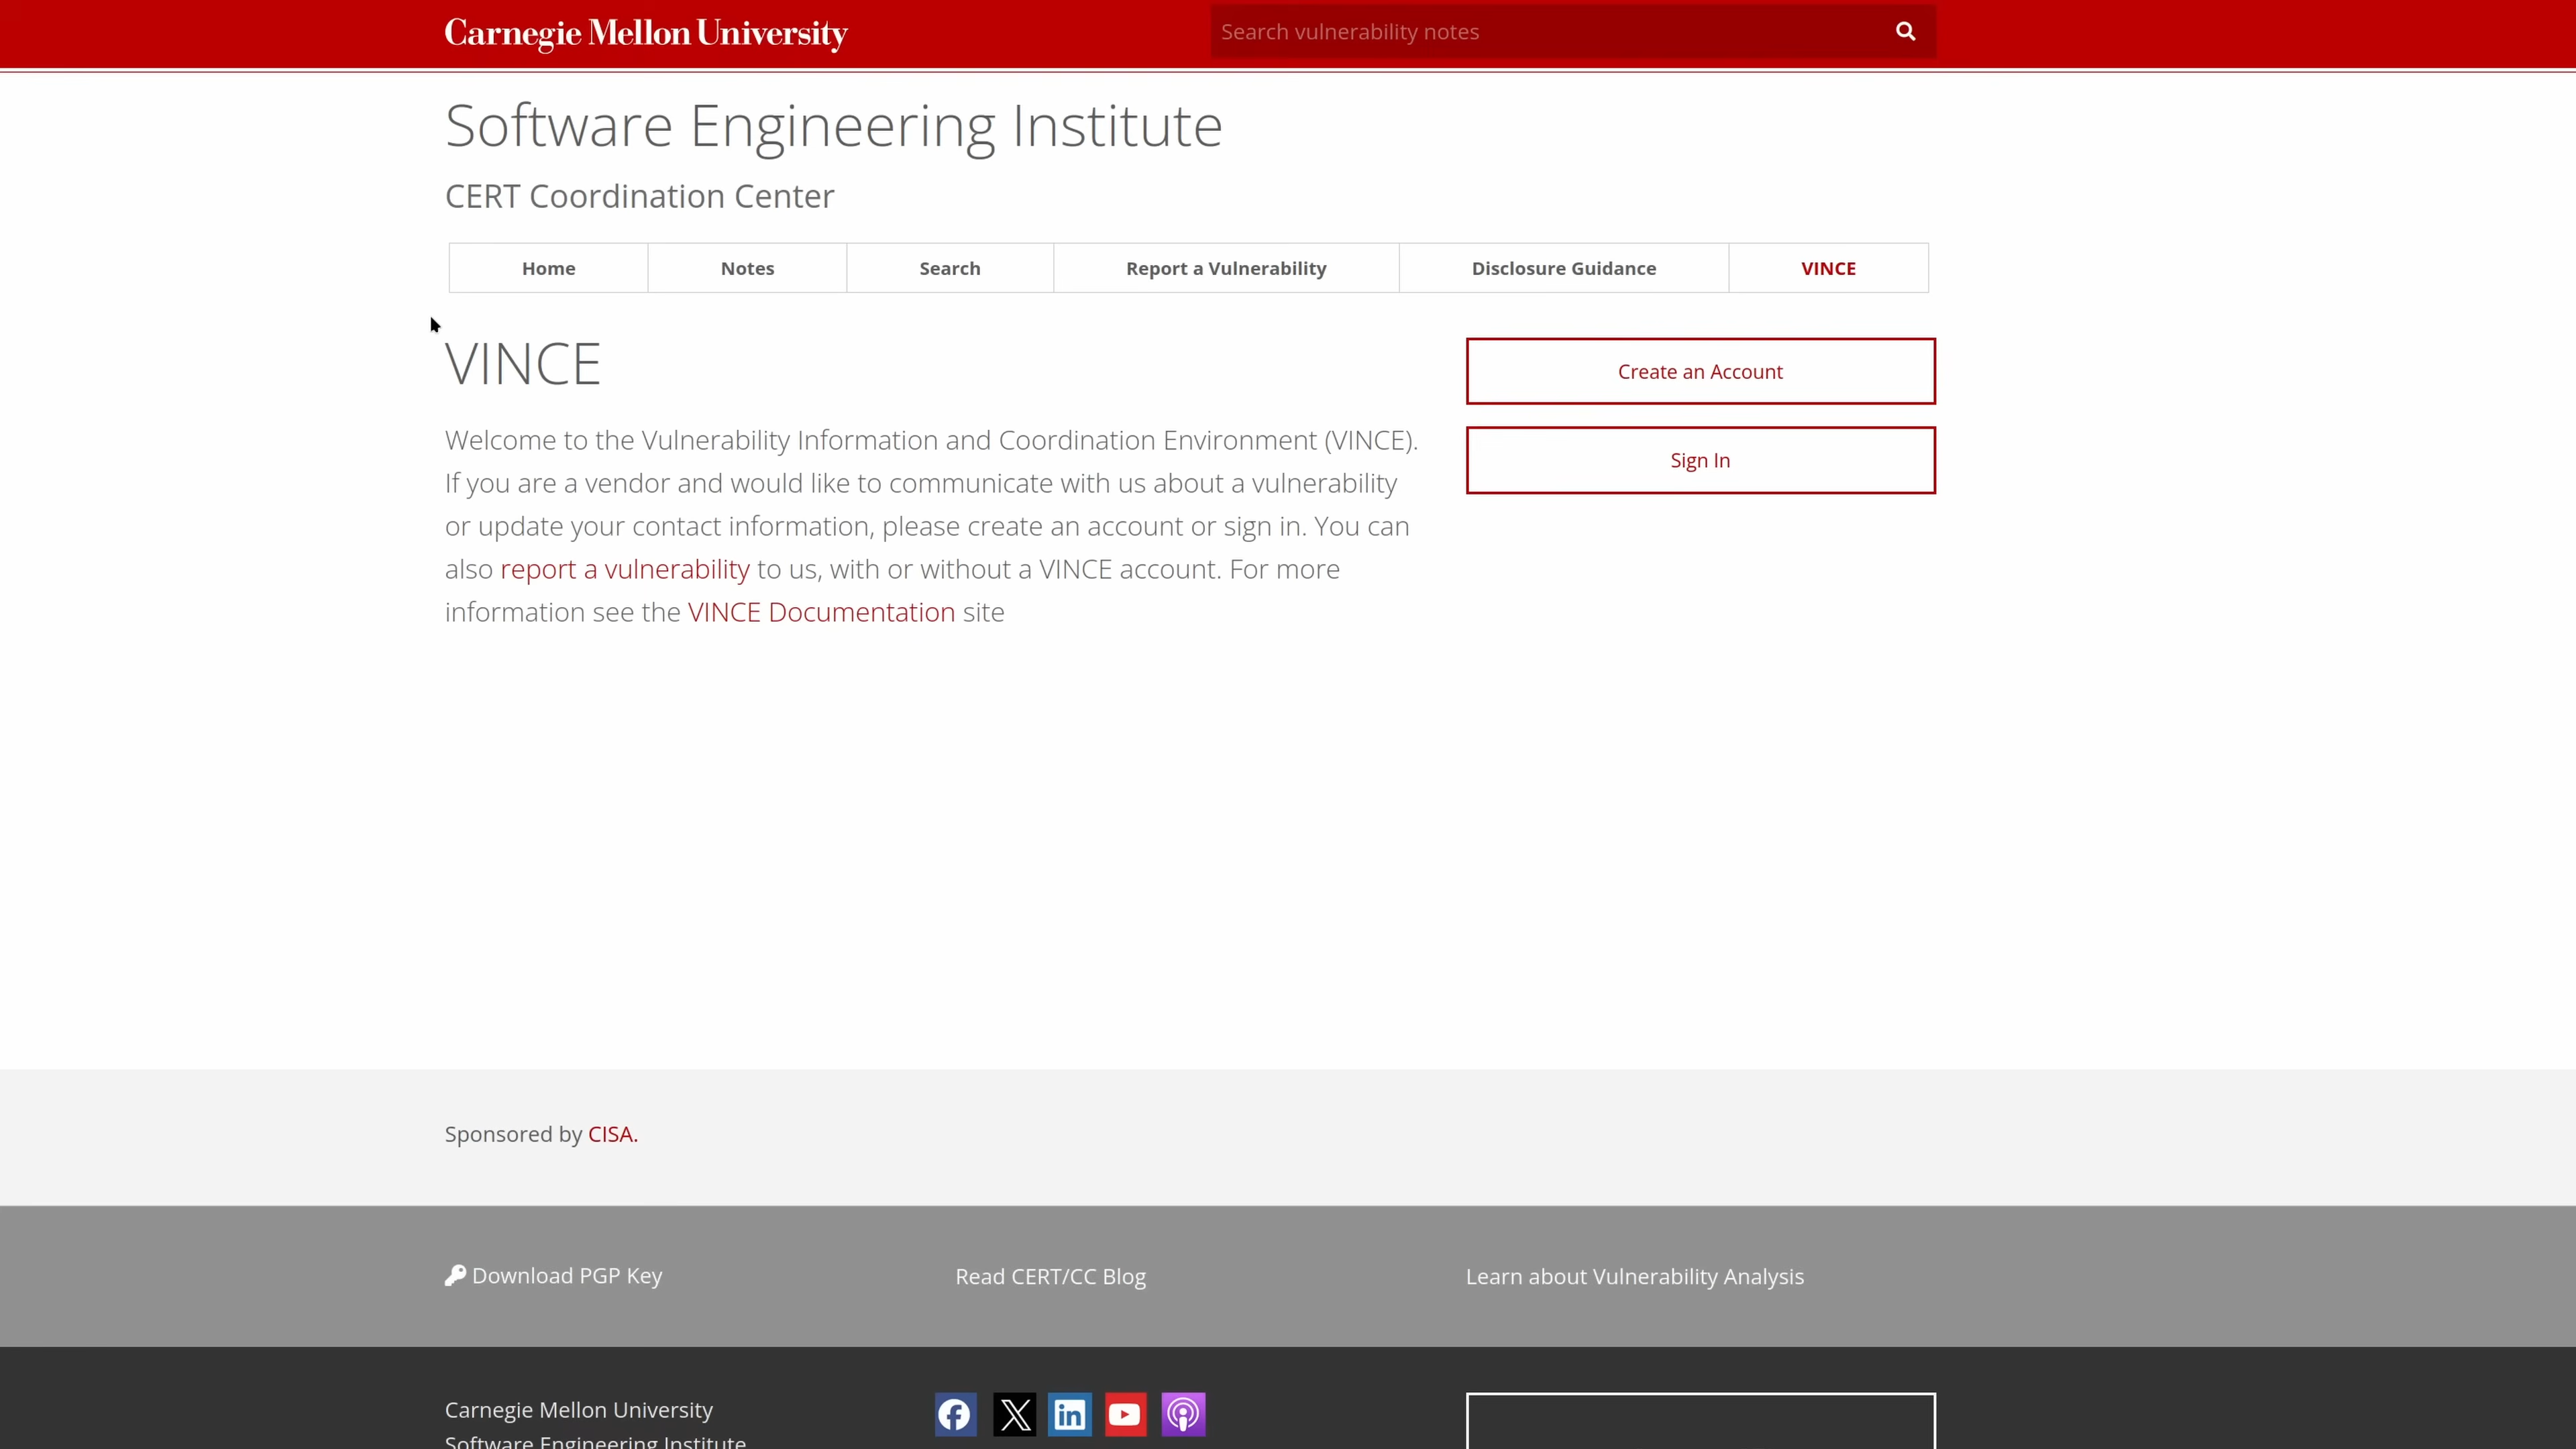 Carnegie Mellon University
Search vulnerability notes
Software Engineering Institute
CERT Coordination Center
Home
Notes
Search
Report a Vulnerability
Disclosure Guidance
VINCE
VINCE
Create an Account
Sign In
Welcome to the Vulnerability Information and Coordination Environment (VINCE).
If you are a vendor and would like to communicate with us about a vulnerability
or update your contact information, please create an account or sign in. You can
also report a vulnerability to us, with or without a VINCE account. For more
information see the VINCE Documentation site
Sponsored by CISA.
Download PGP Key
Read CERT/CC Blog
Learn about Vulnerability Analysis
Carnegie Mellon University
Software Engineering Institute